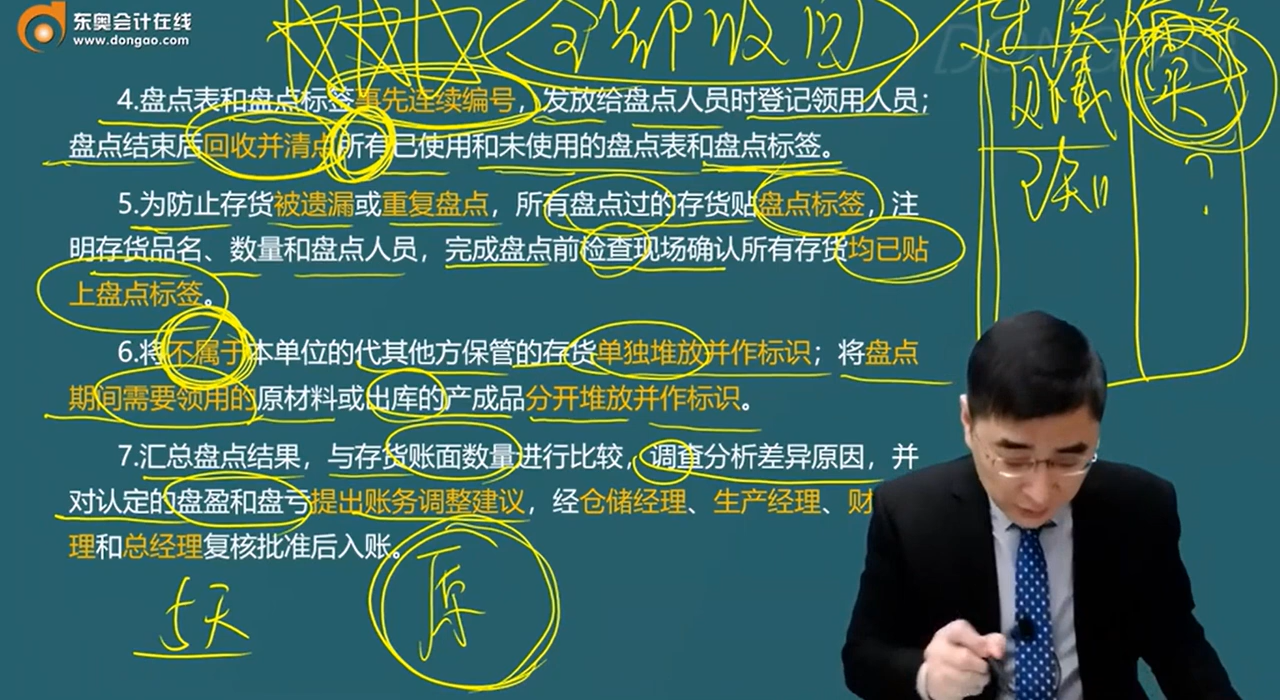 东奥会计在线
www.dongao.com
全部收回
4.盘点表和盘点标签事先连续编号，发放给盘点人员时登记领用人员；
盘点结束后回收并清点所有已使用和未使用的盘点表和盘点标签。
5.为防止存货被遗漏或重复盘点，所有盘点过的存货贴盘点标签，注
明存货品名、数量和盘点人员，完成盘点前检查现场确认所有存货均已贴
上盘点标签。
6.将不属于本单位的代其他方保管的存货单独堆放并作标识；将盘点
期间需要领用的原材料或出库的产成品分开堆放并作标识。
7.汇总盘点结果，与存货账面数量进行比较，调查分析差异原因，并
对认定的盘盈和盘亏提出账务调整建议，经仓储经理、生产经理、财
理和总经理复核批准后入账。
5天
原